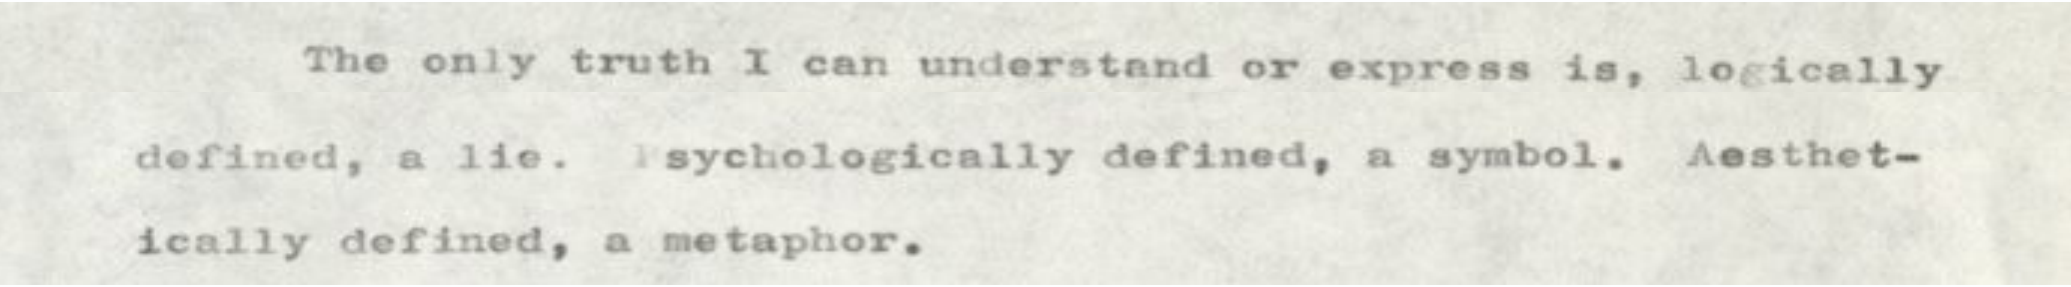 The only truth I can understand or express is, logically
defined, a lie. Psychologically defined, a symbol. Aesthet-
ically defined, a metaphor.